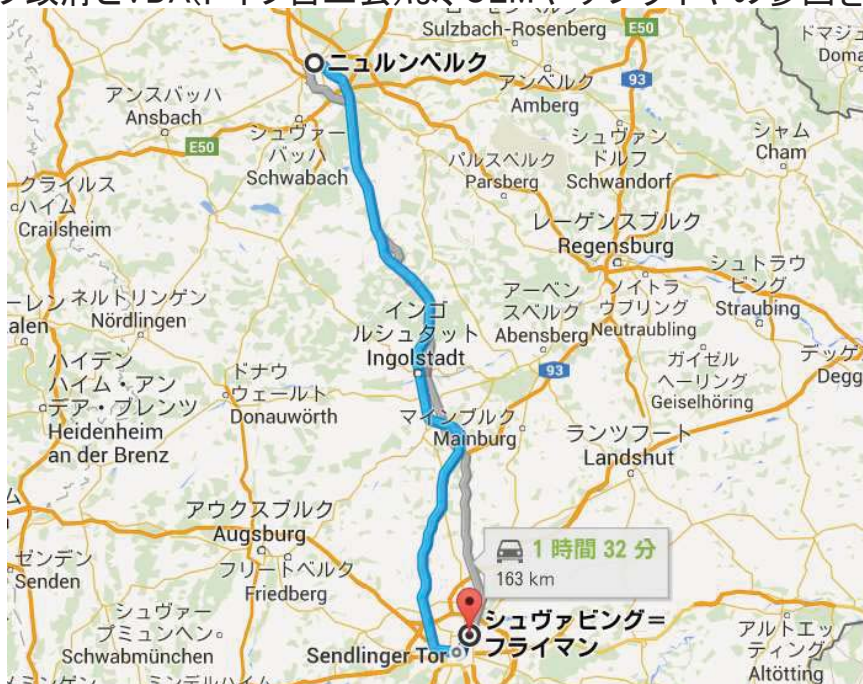 Sulzbach-Rosenberg
E50
ニュルンベルク
93
アンスバッハ
Ansbach
アンベルク
Amberg
E50
シュヴァー
バッハ
Schwabach
シュヴァン
ドルフ
Schwandorf
シャム
Cham
パルスベルク
Parsberg
クライルス
ハイム
Crailsheim
レーゲンスブルク
Regensburg
シュトラウ
ビング
Straubing
ネルトリンゲン
Nördlingen
インゴ
ルシュタット
Ingolstadt
アーベン
スベルク
Abensberg
ノイトラ
ウブリング
Neutraubling
ハイデン
ハイム・アン
デア・ブレンツ
Heidenheim
an der Brenz
ドナウ
ウェールト
Donauwörth
93
ガイゼル
ヘーリング
Geiselhöring
マインブルク
Mainburg
ランツフート
Landshut
アウクスブルク
Augsburg
フリートベルク
Friedberg
ゼンデン
Senden
1 時間 32 分
163 km
シュヴァー
プミュンヘン
Schwabmünchen
シュヴァビング＝
フライマン
Sendlinger Tor
アルトエッ
ティング
Altötting